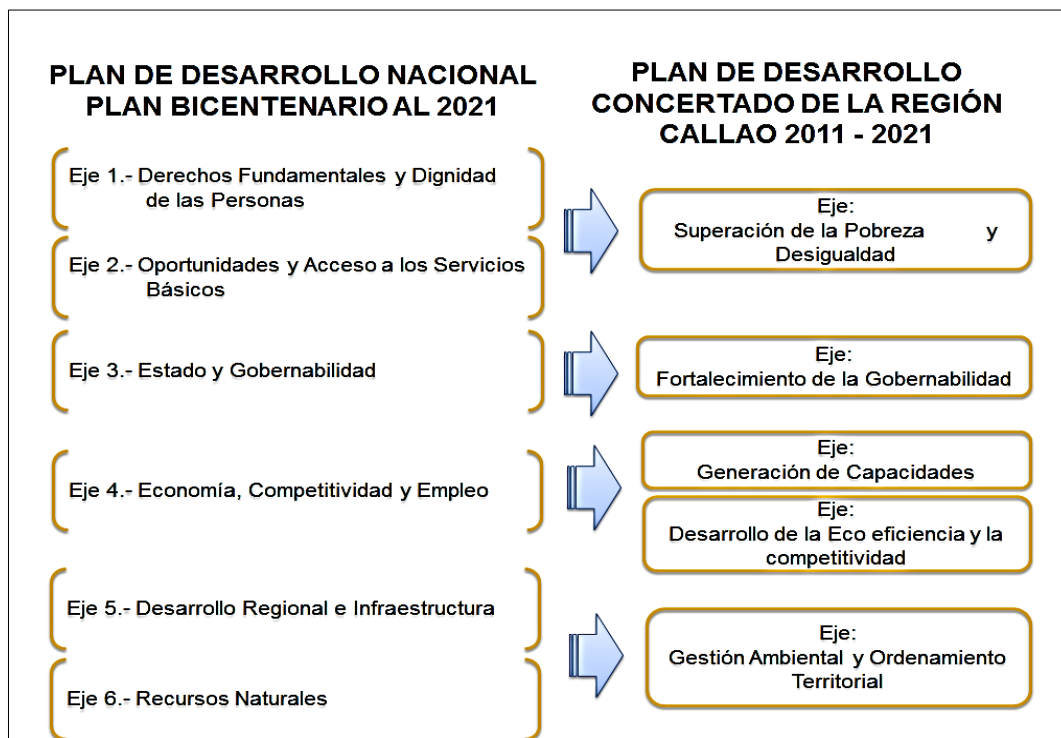 PLAN DE DESARROLLO NACIONAL
PLAN BICENTENARIO AL 2021
Eje 1.- Derechos Fundamentales y Dignidad
de las Personas
Eje 2.- Oportunidades y Acceso a los Servicios
Básicos
Eje 3.- Estado y Gobernabilidad
Eje 4.- Economía, Competitividad y Empleo
Eje 5.- Desarrollo Regional e Infraestructura
Eje 6.- Recursos Naturales
PLAN DE DESARROLLO
CONCERTADO DE LA REGIÓN
CALLAO 2011 - 2021
Eje:
Superación de la Pobreza y
Desigualdad
Eje:
Fortalecimiento de la Gobernabilidad
Eje:
Generación de Capacidades
Eje:
Desarrollo de la Eco eficiencia y la
competitividad
Eje:
Gestión Ambiental y Ordenamiento
Territorial